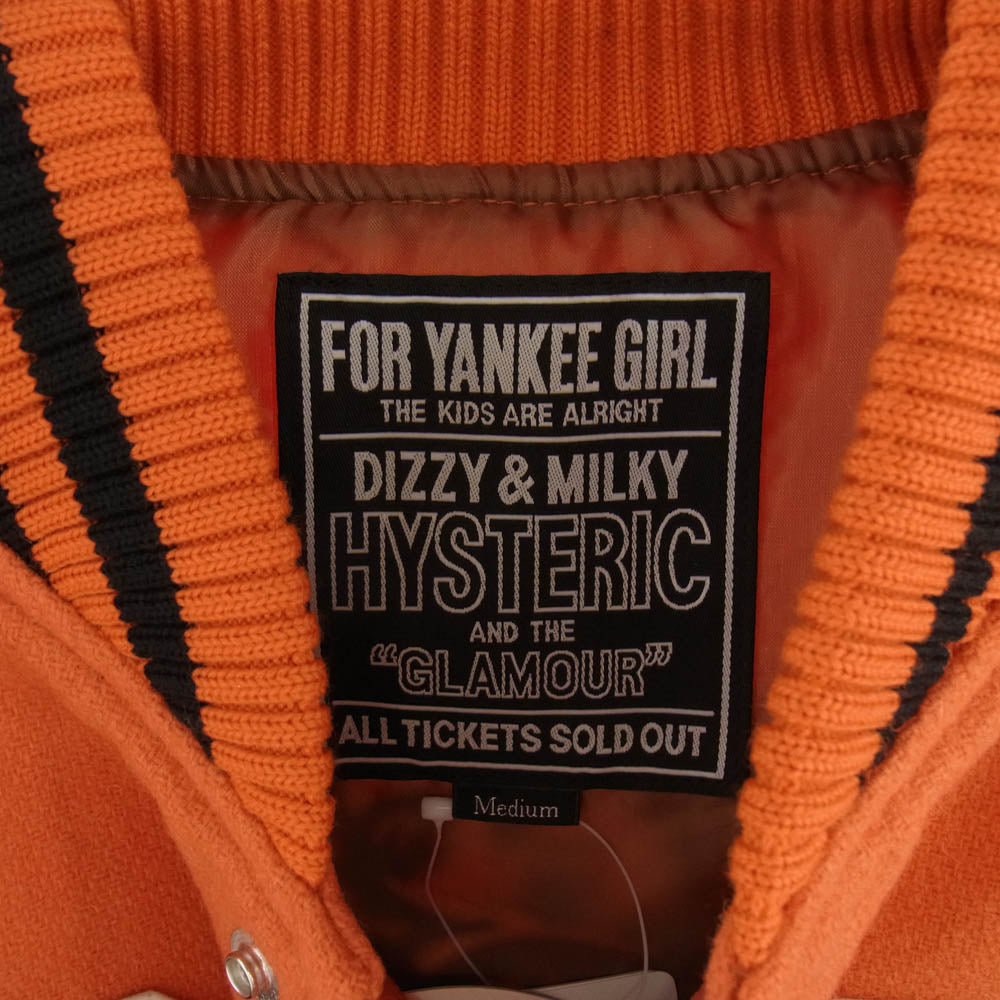 FOR YANKEE GIRL
THE KIDS ARE ALRIGHT
DIZZY & MILKY
HYSTERIC
AND THE
“GLAMOUR”
ALL TICKETS SOLD OUT
Medium